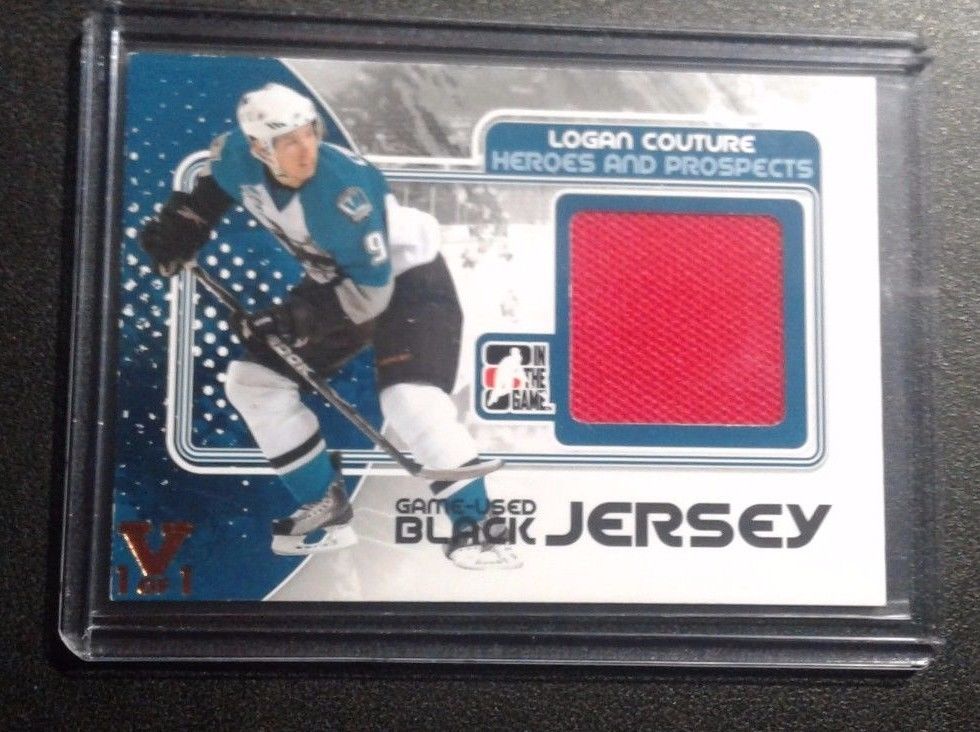 LOGAN COUTURE
HEROES AND PROSPECTS
9
IN
THE
GAME
GAME-USED
BLACK JERSEY
V
1 OF 1